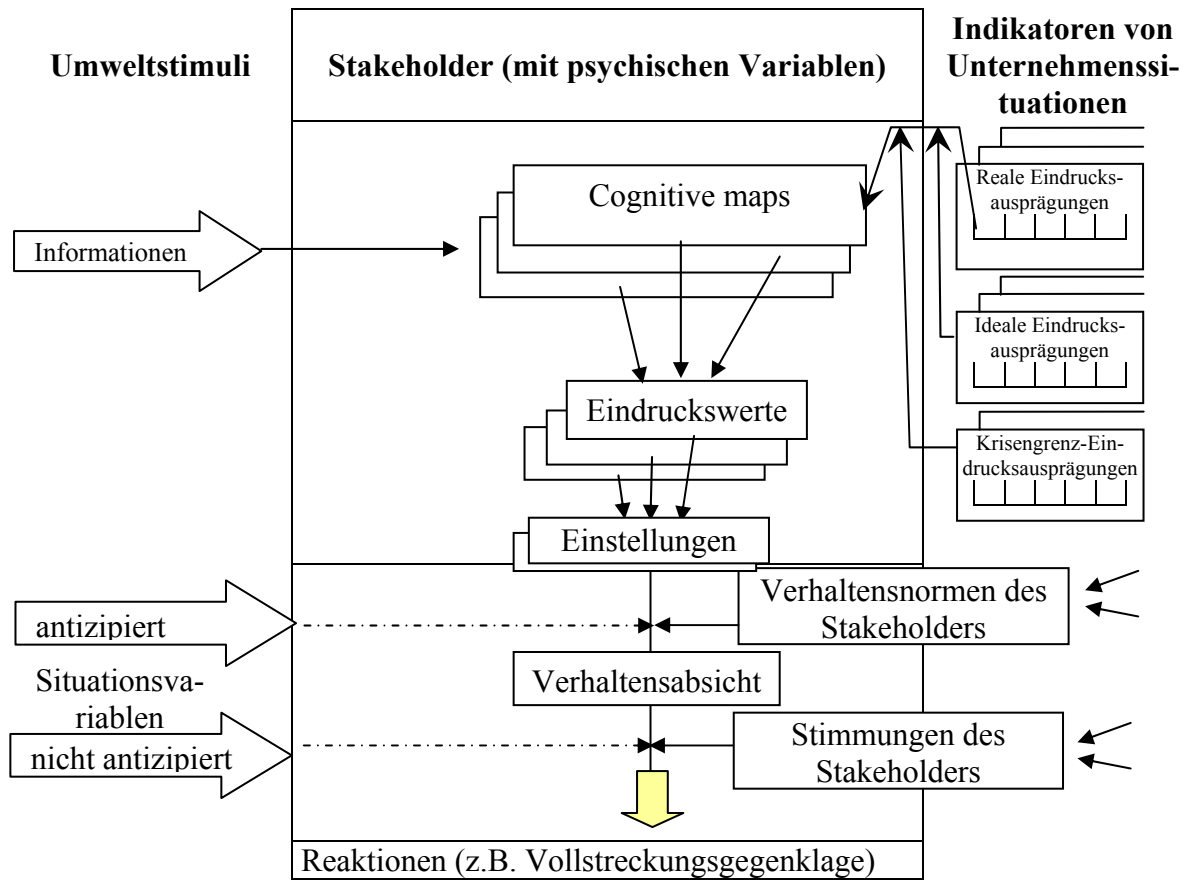 Umweltstimuli
Stakeholder (mit psychischen Variablen)
Indikatoren von
Unternehmenssi-
tuationen
Cognitive maps
Reale Eindrucks-
ausprägungen
Informationen
Ideale Eindrucks-
ausprägungen
Eindruckswerte
Krisengrenz-Ein-
drucksausprägungen
Einstellungen
Verhaltensnormen des
Stakeholders
antizipiert
Situationsva-
riablen
Verhaltensabsicht
nicht antizipiert
Stimmungen des
Stakeholders
Reaktionen (z.B. Vollstreckungsgegenklage)